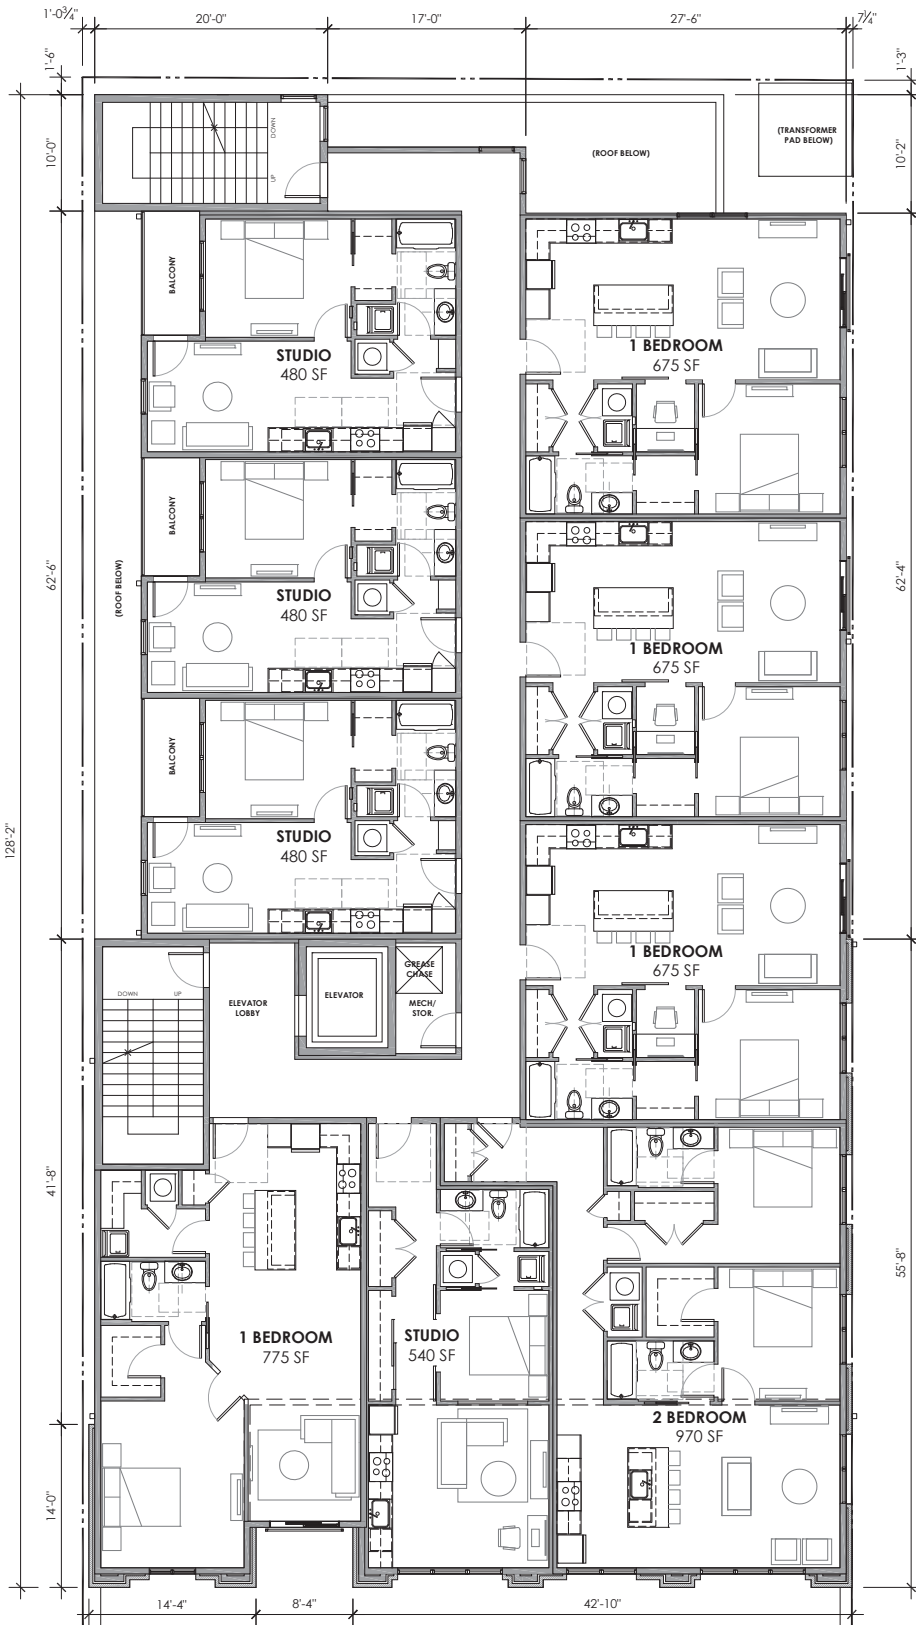 1'-0¾"
20'-0"
17'-0"
27'-6"
7¼"
1'-6"
1'-3"
10'-0"
DOWN
UP
(ROOF BELOW)
(TRANSFORMER
PAD BELOW)
10'-2"
BALCONY
STUDIO
480 SF
1 BEDROOM
675 SF
BALCONY
62'-6"
(ROOF BELOW)
STUDIO
480 SF
1 BEDROOM
675 SF
62'-4"
BALCONY
128'-2"
STUDIO
480 SF
1 BEDROOM
675 SF
DOWN
UP
ELEVATOR
LOBBY
ELEVATOR
GREASE
CHASE
MECH/
STOR.
41'-8"
55'-8"
1 BEDROOM
775 SF
STUDIO
540 SF
2 BEDROOM
970 SF
14'-0"
14'-4"
8'-4"
42'-10"